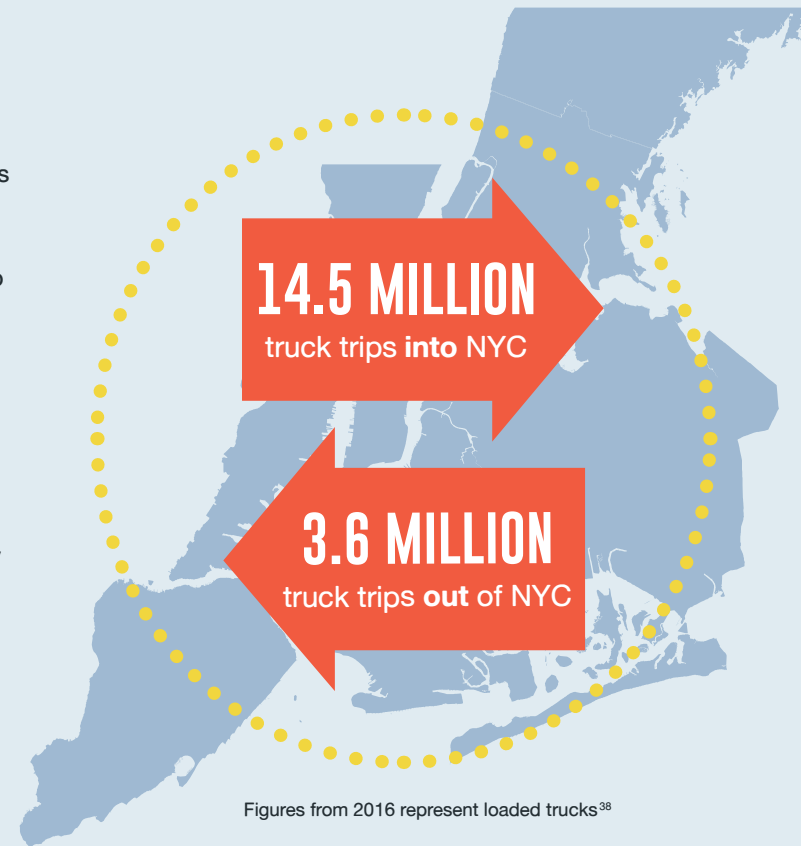 14.5 MILLION
truck trips into NYC
3.6 MILLION
truck trips out of NYC
Figures from 2016 represent loaded trucks38